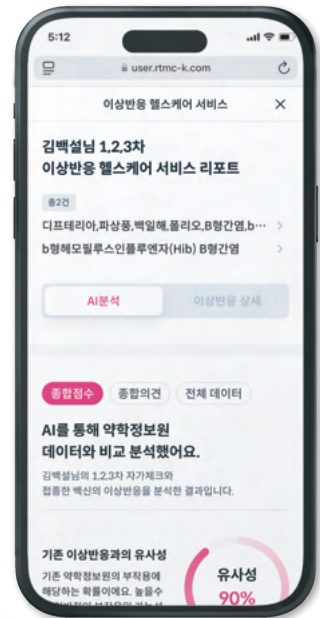 5:12
user.rtmc-k.com
이상반응 헬스케어 서비스
김백설님 1,2,3차
이상반응 헬스케어 서비스 리포트
총2건
디프테리아,파상풍,백일해,폴리오,B형간염,b···
b형헤모필루스인플루엔자(Hib) B형간염
AI분석
이상반응 상세
종합점수
종합의견
전체 데이터
AI를 통해 약학정보원
데이터와 비교 분석했어요.
김백설님의 1,2,3차 자가체크와
접종한 백신의 이상반응을 분석한 결과입니다.
기존 이상반응과의 유사성
기존 약학정보원의 부작용에
해당하는 확률이에요. 높을수
유사성
90%